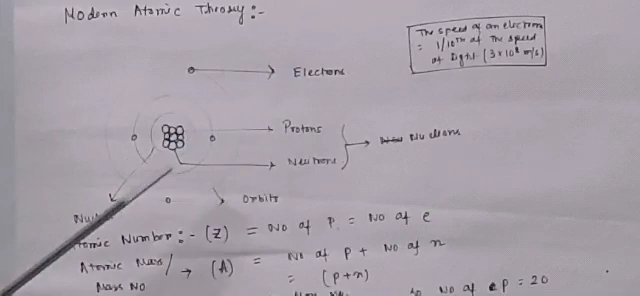 Modern Atomic Theory :-
The speed of an electron
= 1/10th of The speed
of light. (3 x 10⁸ m/s)
Electrons
Protons
Neutrons
Nucleons
Orbits
Atomic Number :- (Z) = No of P = No of e
Atomic Mass / → (A) = No of P + No of n
Mass No = (p+n)
No of P = 20